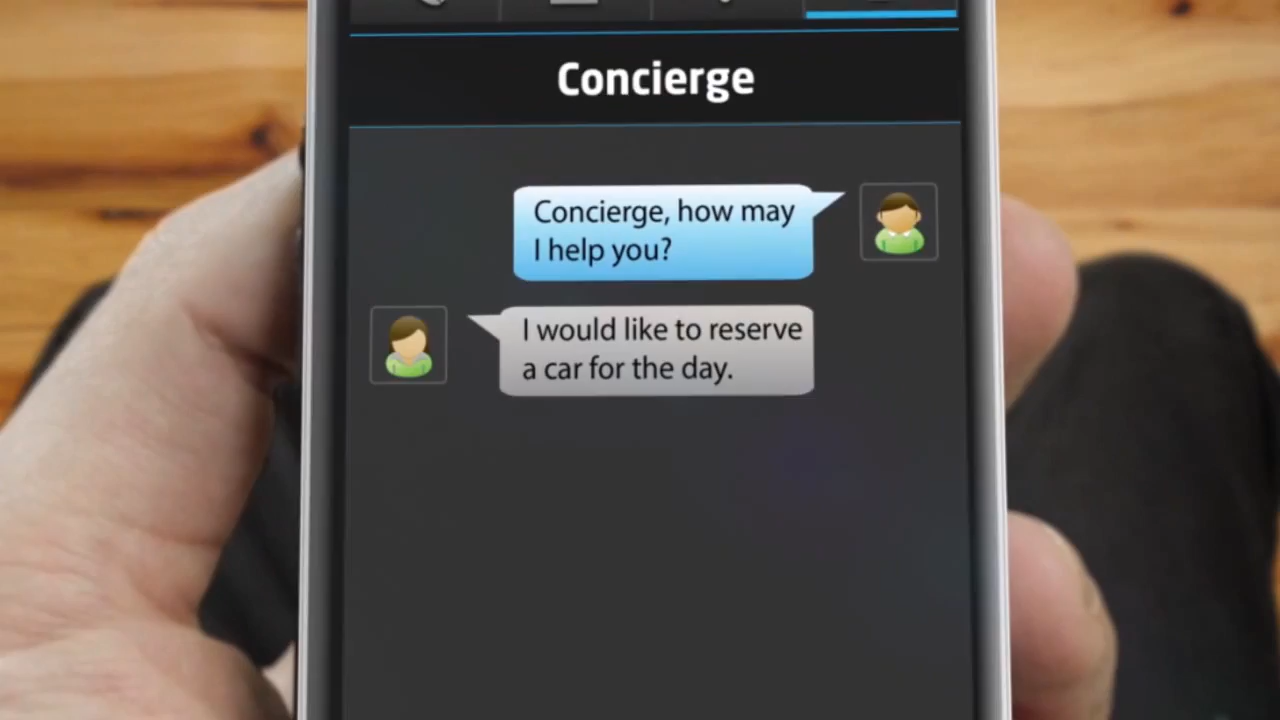 Concierge
Concierge, how may
I help you?
I would like to reserve
a car for the day.